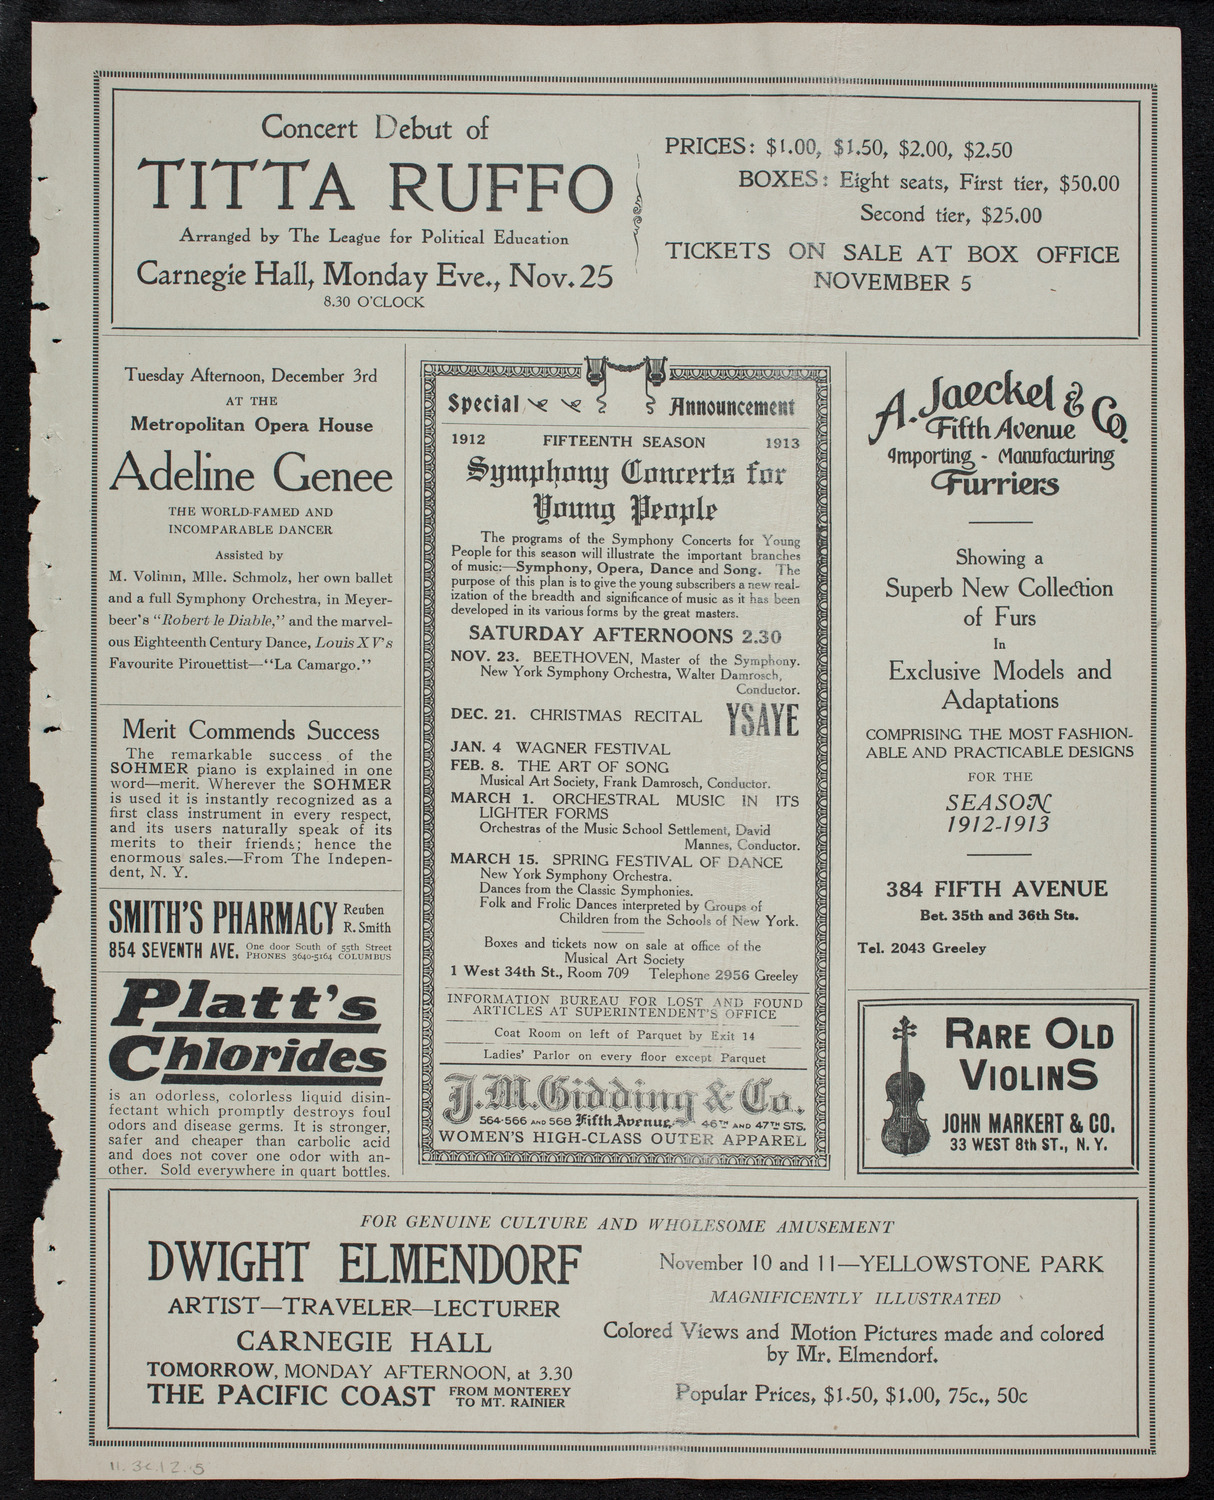 Concert Debut of
TITTA RUFFO
Arranged by The League for Political Education
Carnegie Hall, Monday Eve., Nov. 25
8.30 O'CLOCK
PRICES: $1.00, $1.50, $2.00, $2.50
BOXES: Eight seats, First tier, $50.00
Second tier, $25.00
TICKETS ON SALE AT BOX OFFICE
NOVEMBER 5
Tuesday Afternoon, December 3rd
AT THE
Metropolitan Opera House
Adeline Genee
THE WORLD-FAMED AND
INCOMPARABLE DANCER
Assisted by
M. Volinin, Mlle. Schmolz, her own ballet
and a full Symphony Orchestra, in Meyer-
beer's "Robert le Diable," and the marvel-
ous Eighteenth Century Dance, Louis XV's
Favourite Pirouettist—"La Camargo."
Merit Commends Success
The remarkable success of the
SOHMER piano is explained in one
word—merit. Wherever the SOHMER
is used it is instantly recognized as a
first class instrument in every respect,
and its users naturally speak of its
merits to their friends; hence the
enormous sales.—From The Indepen-
dent, N. Y.
SMITH'S PHARMACY Reuben
R. Smith
854 SEVENTH AVE. One door South of 55th Street
PHONES 3640-5164 COLUMBUS
Platt's
Chlorides
is an odorless, colorless liquid disin-
fectant which promptly destroys foul
odors and disease germs. It is stronger,
safer and cheaper than carbolic acid
and does not cover one odor with an-
other. Sold everywhere in quart bottles.
Special Announcement
1912 FIFTEENTH SEASON 1913
Symphony Concerts for
Young People
The programs of the Symphony Concerts for Young
People for this season will illustrate the important branches
of music:—Symphony, Opera, Dance and Song. The
purpose of this plan is to give the young subscribers a new real-
ization of the breadth and significance of music as it has been
developed in its various forms by the great masters.
SATURDAY AFTERNOONS 2.30
NOV. 23. BEETHOVEN, Master of the Symphony.
New York Symphony Orchestra, Walter Damrosch,
Conductor.
DEC. 21. CHRISTMAS RECITAL YSAYE
JAN. 4 WAGNER FESTIVAL
FEB. 8. THE ART OF SONG
Musical Art Society, Frank Damrosch, Conductor.
MARCH 1. ORCHESTRAL MUSIC IN ITS
LIGHTER FORMS
Orchestras of the Music School Settlement, David
Mannes, Conductor.
MARCH 15. SPRING FESTIVAL OF DANCE
New York Symphony Orchestra.
Dances from the Classic Symphonies.
Folk and Frolic Dances interpreted by Groups of
Children from the Schools of New York.
Boxes and tickets now on sale at office of the
Musical Art Society
1 West 34th St., Room 709 Telephone 2956 Greeley
INFORMATION BUREAU FOR LOST AND FOUND
ARTICLES AT SUPERINTENDENT'S OFFICE
Coat Room on left of Parquet by Exit 14
Ladies' Parlor on every floor except Parquet
J. M. Gidding & Co.
564-566 AND 568 Fifth Avenue, 46TH AND 47TH STS.
WOMEN'S HIGH-CLASS OUTER APPAREL
A. Jaeckel & Co.
Fifth Avenue
Importing - Manufacturing
Furriers
Showing a
Superb New Collection
of Furs
In
Exclusive Models and
Adaptations
COMPRISING THE MOST FASHION-
ABLE AND PRACTICABLE DESIGNS
FOR THE
SEASON
1912-1913
384 FIFTH AVENUE
Bet. 35th and 36th Sts.
Tel. 2043 Greeley
RARE OLD
VIOLINS
JOHN MARKERT & CO.
33 WEST 8th ST., N. Y.
FOR GENUINE CULTURE AND WHOLESOME AMUSEMENT
DWIGHT ELMENDORF
ARTIST—TRAVELER—LECTURER
CARNEGIE HALL
TOMORROW, MONDAY AFTERNOON, at 3.30
THE PACIFIC COAST FROM MONTEREY
TO MT. RAINIER
November 10 and 11—YELLOWSTONE PARK
MAGNIFICENTLY ILLUSTRATED
Colored Views and Motion Pictures made and colored
by Mr. Elmendorf.
Popular Prices, $1.50, $1.00, 75c., 50c